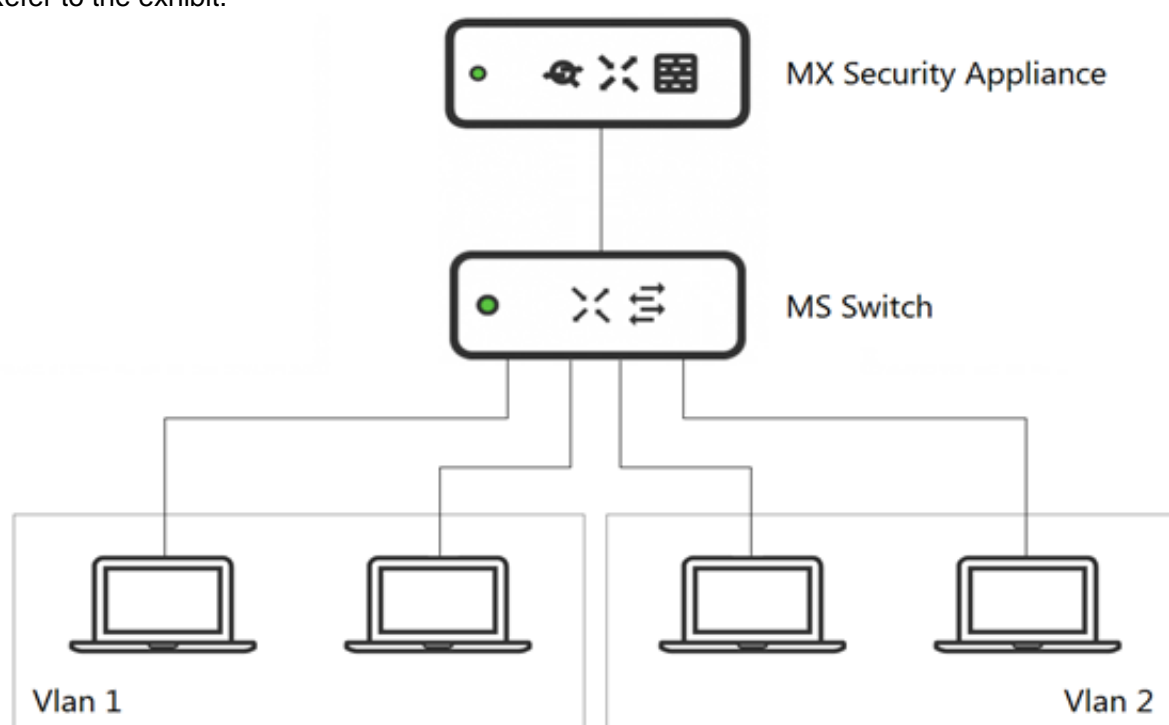 Refer to the exhibit.
MX Security Appliance
MS Switch
Vlan 1
Vlan 2